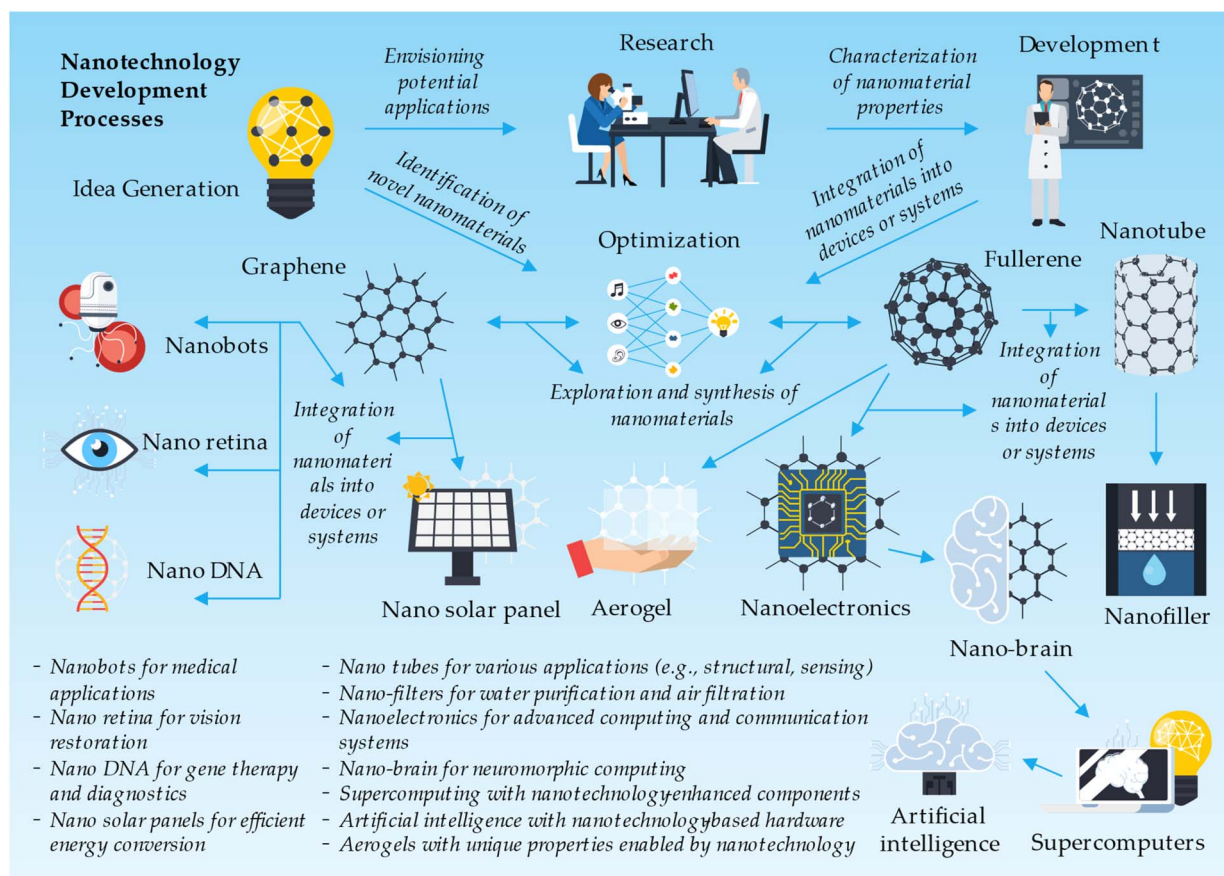 Nanotechnology
Development
Processes
Idea Generation
Envisioning
potential
applications
Research
Characterization
of nanomaterial
properties
Development
Identification of
novel nanomaterials
Optimization
Integration of
nanomaterials into
devices or systems
Nanotube
Graphene
Fullerene
Nanobots
Exploration and synthesis of
nanomaterials
Integration
of
nanomaterial
s into devices
or systems
Nano retina
Integration
of
nanomateri
als into
devices or
systems
Nano DNA
Nano solar panel
Aerogel
Nanoelectronics
Nanofiller
Nano-brain
- Nanobots for medical
applications
- Nano retina for vision
restoration
- Nano DNA for gene therapy
and diagnostics
- Nano solar panels for efficient
energy conversion
- Nano tubes for various applications (e.g., structural, sensing)
- Nano-filters for water purification and air filtration
- Nanoelectronics for advanced computing and communication
systems
- Nano-brain for neuromorphic computing
- Supercomputing with nanotechnology-enhanced components
- Artificial intelligence with nanotechnology-based hardware
- Aerogels with unique properties enabled by nanotechnology
Artificial
intelligence
Supercomputers